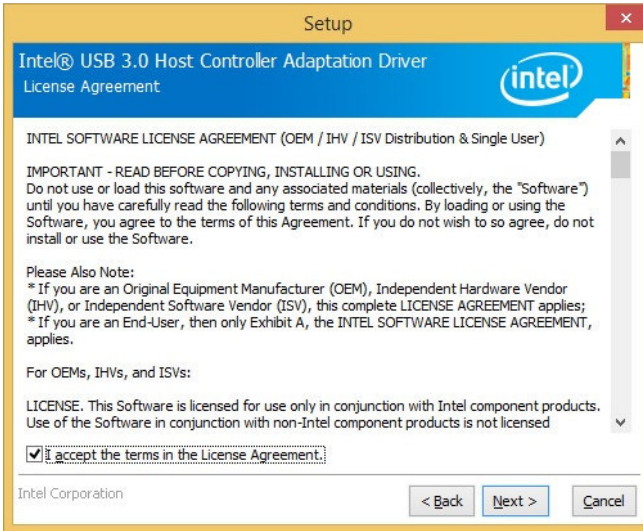 Setup
Intel® USB 3.0 Host Controller Adaptation Driver
License Agreement
intel
INTEL SOFTWARE LICENSE AGREEMENT (OEM / IHV / ISV Distribution & Single User)
IMPORTANT - READ BEFORE COPYING, INSTALLING OR USING.
Do not use or load this software and any associated materials (collectively, the "Software")
until you have carefully read the following terms and conditions. By loading or using the
Software, you agree to the terms of this Agreement. If you do not wish to so agree, do not
install or use the Software.
Please Also Note:
* If you are an Original Equipment Manufacturer (OEM), Independent Hardware Vendor
(IHV), or Independent Software Vendor (ISV), this complete LICENSE AGREEMENT applies;
* If you are an End-User, then only Exhibit A, the INTEL SOFTWARE LICENSE AGREEMENT,
applies.
For OEMs, IHVs, and ISVs:
LICENSE. This Software is licensed for use only in conjunction with Intel component products.
Use of the Software in conjunction with non-Intel component products is not licensed
I accept the terms in the License Agreement.
Intel Corporation
< Back
Next >
Cancel